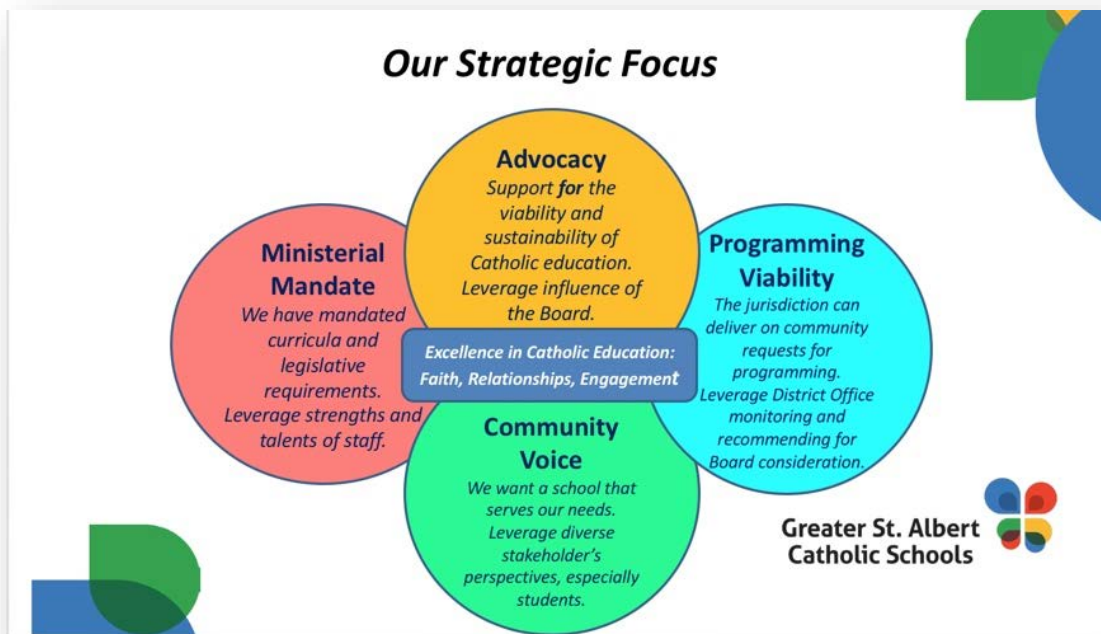 Our Strategic Focus
Advocacy
Support for the
viability and
sustainability of
Catholic education.
Leverage influence of
the Board.
Ministerial
Mandate
We have mandated
curricula and
legislative
requirements.
Leverage strengths and
talents of staff.
Programming
Viability
The jurisdiction can
deliver on community
requests for
programming.
Leverage District Office
monitoring and
recommending for
Board consideration.
Excellence in Catholic Education:
Faith, Relationships, Engagement
Community
Voice
We want a school that
serves our needs.
Leverage diverse
stakeholder's
perspectives, especially
students.
Greater St. Albert
Catholic Schools